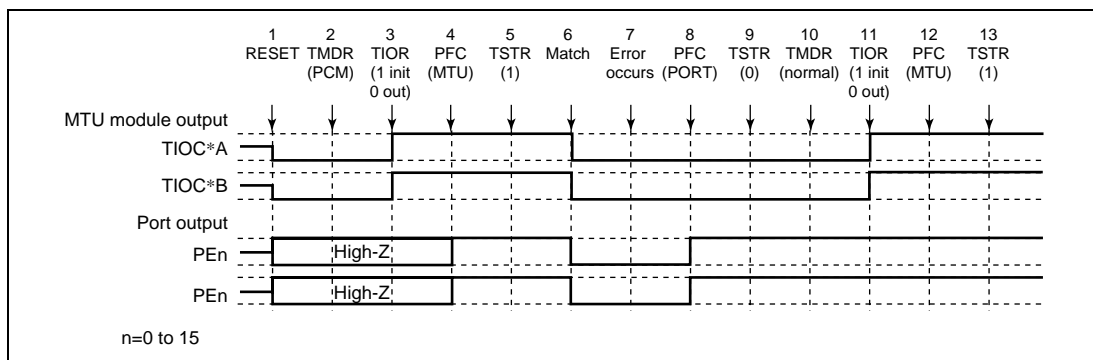 1 2 3 4 5 6 7 8 9 10 11 12 13
RESET TMDR TIOR PFC TSTR Match Error PFC TSTR TMDR TIOR PFC TSTR
(PCM) (1 init (MTU) (1) occurs (PORT) (0) (normal) (1 init (MTU) (1)
0 out) 0 out)
MTU module output
TIOC*A
TIOC*B
Port output
PEn High-Z
PEn High-Z
n=0 to 15